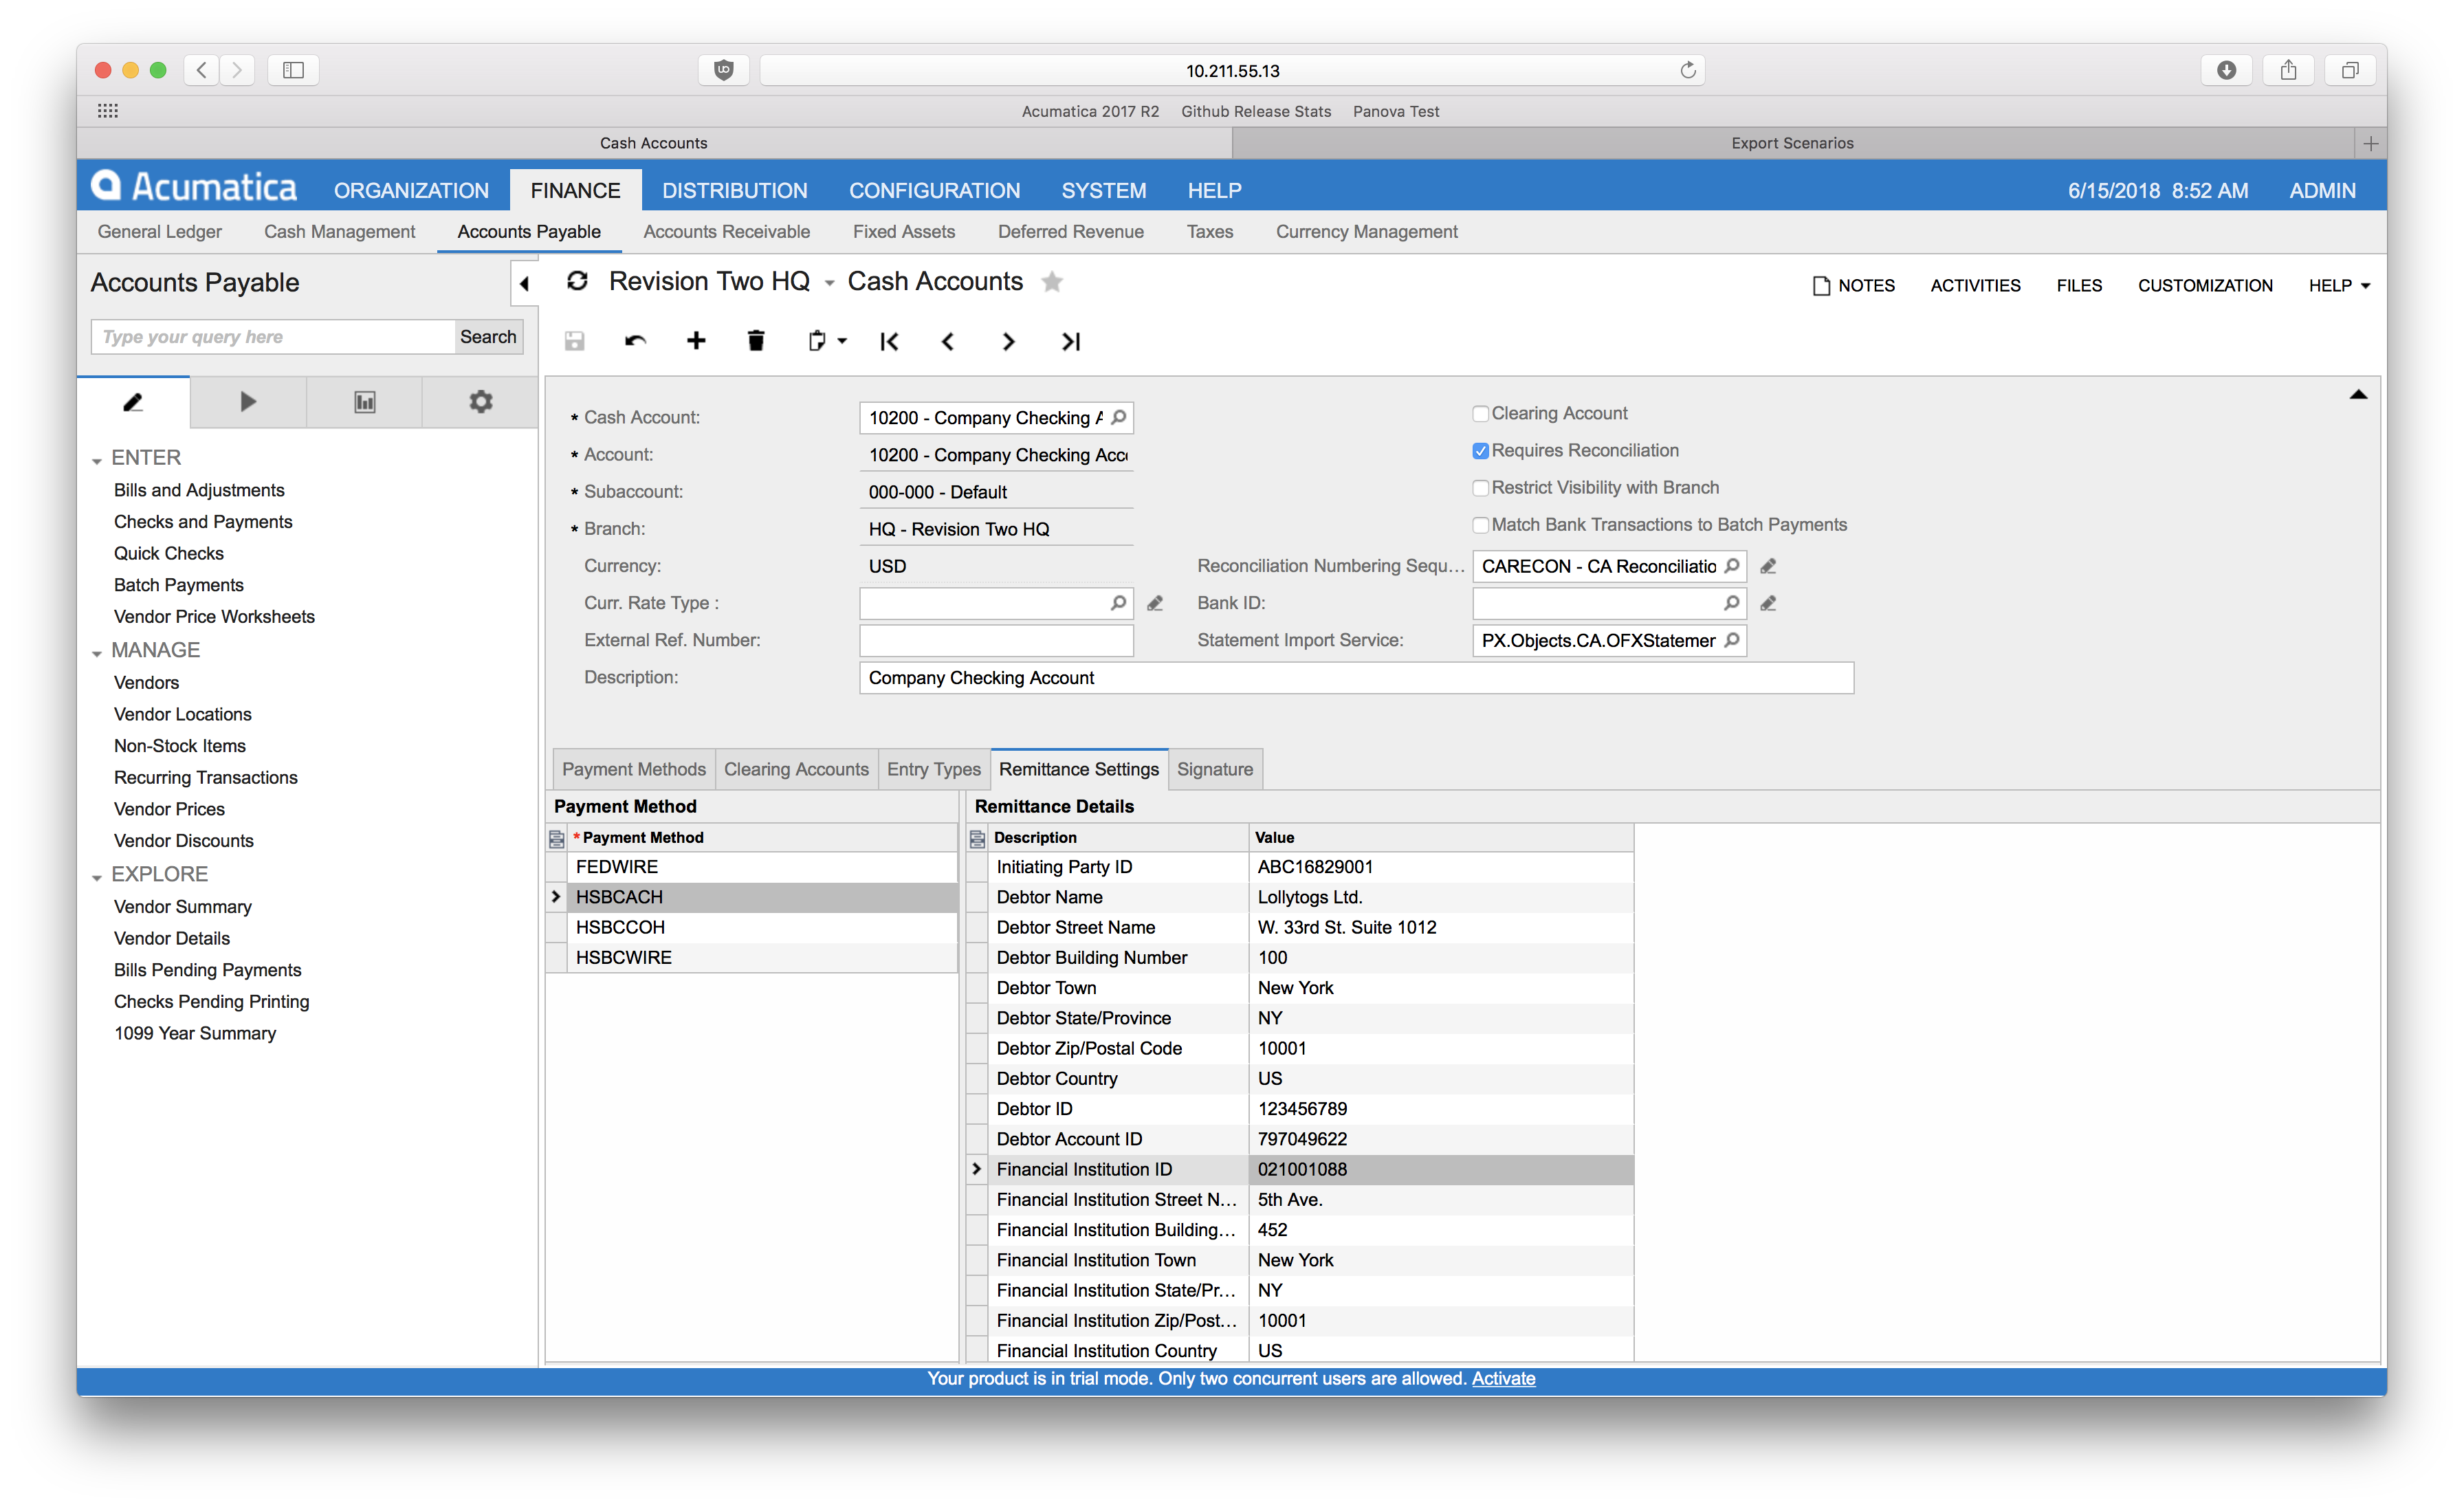 10.211.55.13
Acumatica 2017 R2 Github Release Stats Panova Test
Cash Accounts Export Scenarios
Acumatica ORGANIZATION FINANCE DISTRIBUTION CONFIGURATION SYSTEM HELP 6/15/2018 8:52 AM ADMIN
General Ledger Cash Management Accounts Payable Accounts Receivable Fixed Assets Deferred Revenue Taxes Currency Management
Accounts Payable
Type your query here Search
ENTER
Bills and Adjustments
Checks and Payments
Quick Checks
Batch Payments
Vendor Price Worksheets
MANAGE
Vendors
Vendor Locations
Non-Stock Items
Recurring Transactions
Vendor Prices
Vendor Discounts
EXPLORE
Vendor Summary
Vendor Details
Bills Pending Payments
Checks Pending Printing
1099 Year Summary
Revision Two HQ Cash Accounts
NOTES ACTIVITIES FILES CUSTOMIZATION HELP
* Cash Account: 10200 - Company Checking A
* Account: 10200 - Company Checking Acco
* Subaccount: 000-000 - Default
* Branch: HQ - Revision Two HQ
Currency: USD
Curr. Rate Type :
External Ref. Number:
Description: Company Checking Account
Clearing Account
Requires Reconciliation
Restrict Visibility with Branch
Match Bank Transactions to Batch Payments
Reconciliation Numbering Sequ... CARECON - CA Reconciliatio
Bank ID:
Statement Import Service: PX.Objects.CA.OFXStatemer
Payment Methods Clearing Accounts Entry Types Remittance Settings Signature
Payment Method
* Payment Method
FEDWIRE
HSBCACH
HSBCCOH
HSBCWIRE
Remittance Details
Description Value
Initiating Party ID ABC16829001
Debtor Name Lollytogs Ltd.
Debtor Street Name W. 33rd St. Suite 1012
Debtor Building Number 100
Debtor Town New York
Debtor State/Province NY
Debtor Zip/Postal Code 10001
Debtor Country US
Debtor ID 123456789
Debtor Account ID 797049622
Financial Institution ID 021001088
Financial Institution Street N... 5th Ave.
Financial Institution Building... 452
Financial Institution Town New York
Financial Institution State/Pr... NY
Financial Institution Zip/Post... 10001
Financial Institution Country US
Your product is in trial mode. Only two concurrent users are allowed. Activate